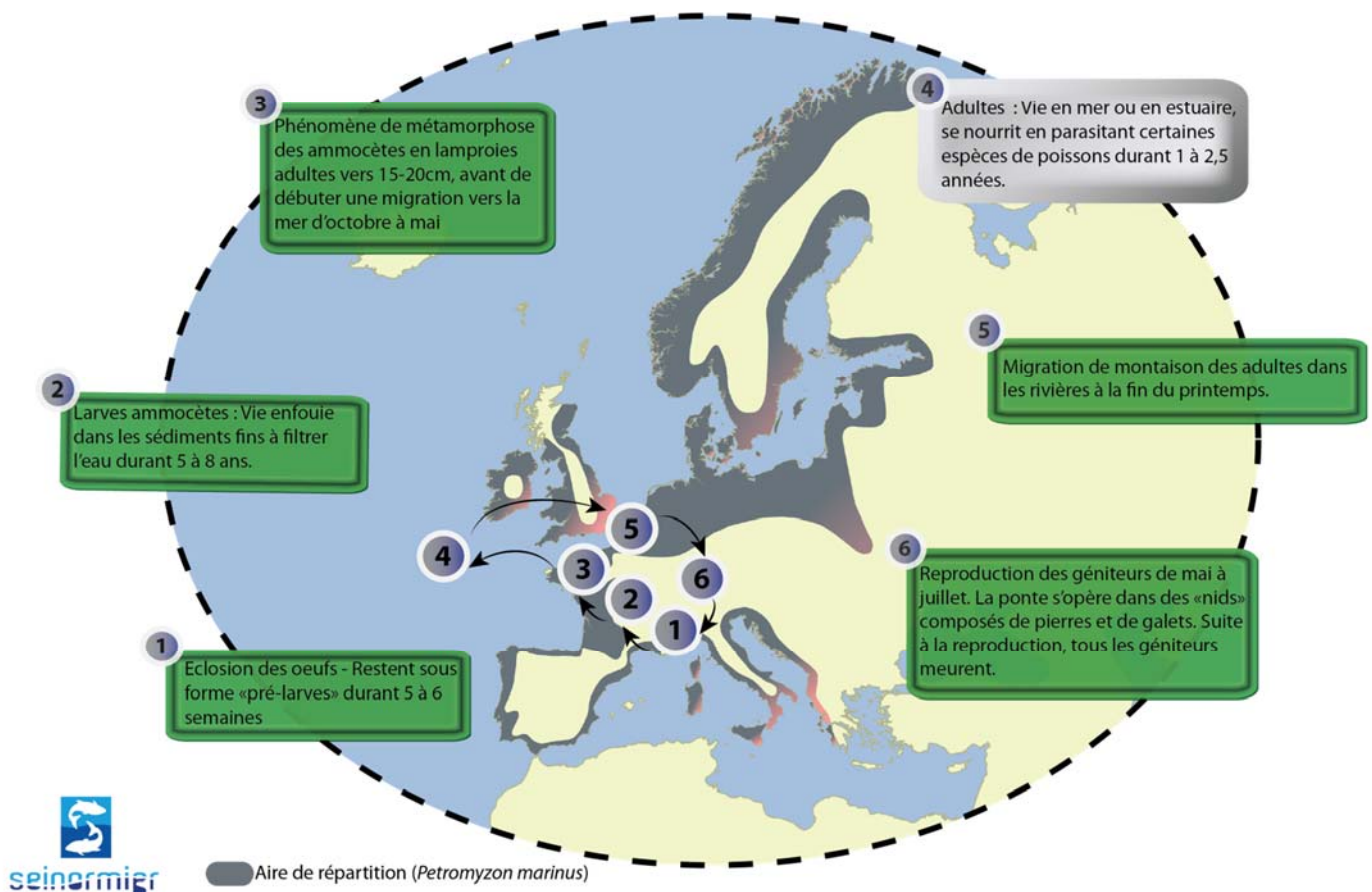 3
Phénomène de métamorphose
des ammocètes en lamproies
adultes vers 15-20cm, avant de
débuter une migration vers la
mer d'octobre à mai
4
Adultes : Vie en mer ou en estuaire,
se nourrit en parasitant certaines
espèces de poissons durant 1 à 2,5
années.
5
Migration de montaison des adultes dans
les rivières à la fin du printemps.
2
Larves ammocètes : Vie enfouie
dans les sédiments fins à filtrer
l'eau durant 5 à 8 ans.
4
5
3
6
2
1
6
Reproduction des géniteurs de mai à
juillet. La ponte s'opère dans des «nids»
composés de pierres et de galets. Suite
à la reproduction, tous les géniteurs
meurent.
1
Eclosion des oeufs - Restent sous
forme «pré-larves» durant 5 à 6
semaines
seinormigr
Aire de répartition (Petromyzon marinus)